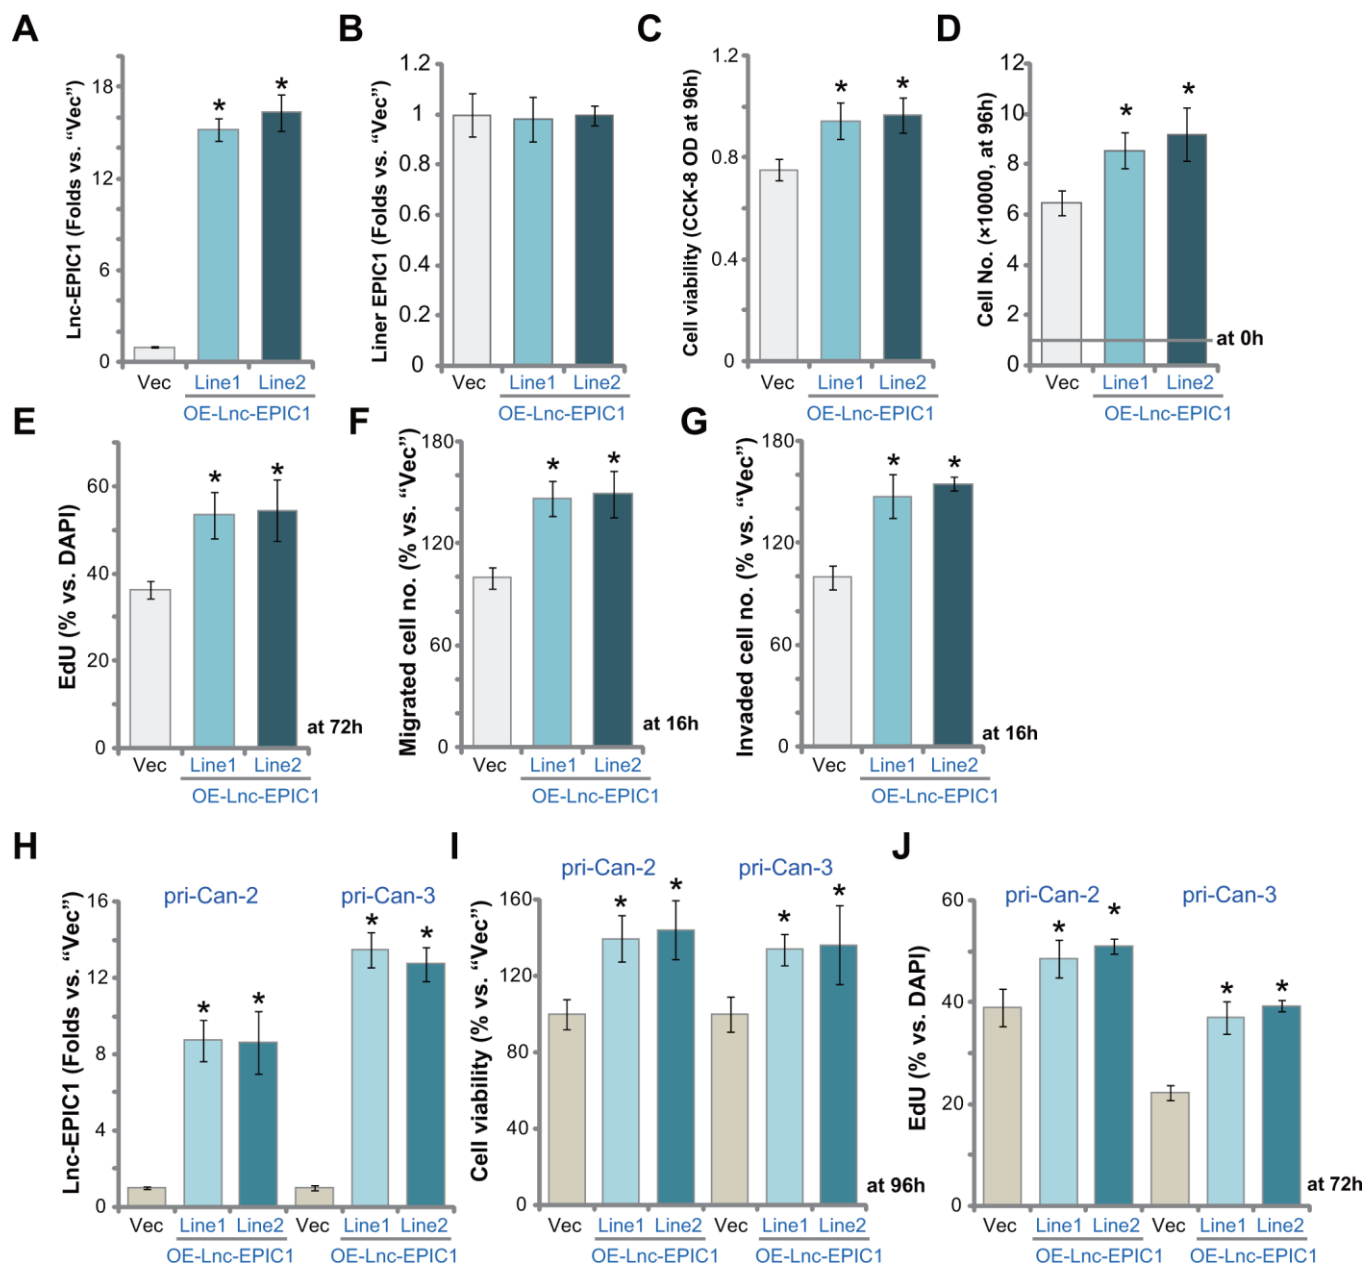 A
Lnc-EPIC1 (Folds vs. “Vec”)
18
12
6
0
*
*
Vec
Line1
Line2
OE-Lnc-EPIC1
B
Liner EPIC1 (Folds vs. “Vec”)
1.2
1
0.8
0.6
0.4
0.2
0
Vec
Line1
Line2
OE-Lnc-EPIC1
C
Cell viability (CCK-8 OD at 96h)
1.2
0.8
0.4
0
*
*
Vec
Line1
Line2
OE-Lnc-EPIC1
D
Cell No. (×10000, at 96h)
12
10
8
6
4
2
0
*
*
at 0h
Vec
Line1
Line2
OE-Lnc-EPIC1
E
EdU (% vs. DAPI)
60
40
20
0
*
*
at 72h
Vec
Line1
Line2
OE-Lnc-EPIC1
F
Migrated cell no. (% vs. “Vec”)
180
120
60
0
*
*
at 16h
Vec
Line1
Line2
OE-Lnc-EPIC1
G
Invaded cell no. (% vs. “Vec”)
180
120
60
0
*
*
at 16h
Vec
Line1
Line2
OE-Lnc-EPIC1
H
Lnc-EPIC1 (Folds vs. “Vec”)
pri-Can-2
pri-Can-3
16
12
8
4
0
*
*
*
*
Vec
Line1
Line2
Vec
Line1
Line2
OE-Lnc-EPIC1
OE-Lnc-EPIC1
I
Cell viability (% vs. “Vec”)
pri-Can-2
pri-Can-3
160
120
80
40
0
*
*
*
*
at 96h
Vec
Line1
Line2
Vec
Line1
Line2
OE-Lnc-EPIC1
OE-Lnc-EPIC1
J
EdU (% vs. DAPI)
pri-Can-2
pri-Can-3
60
40
20
0
*
*
*
*
at 72h
Vec
Line1
Line2
Vec
Line1
Line2
OE-Lnc-EPIC1
OE-Lnc-EPIC1